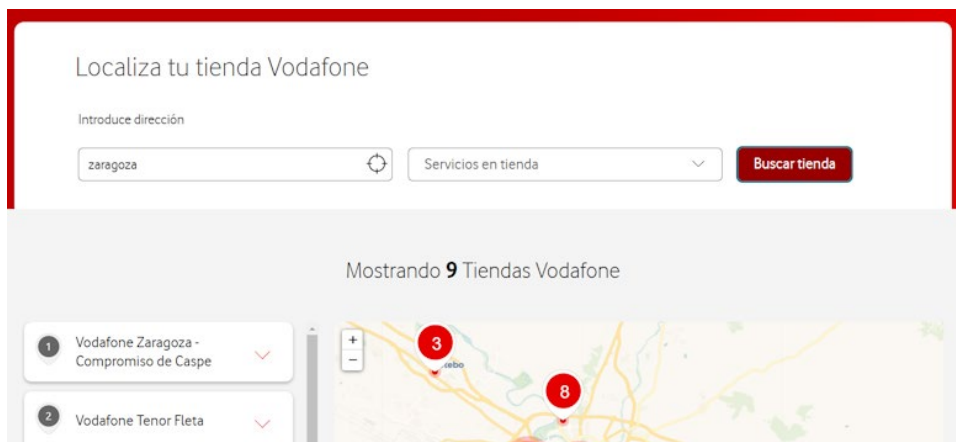 Localiza tu tienda Vodafone
Introduce dirección
zaragoza
Servicios en tienda
Buscar tienda
Mostrando 9 Tiendas Vodafone
1
Vodafone Zaragoza -
Compromiso de Caspe
2
Vodafone Tenor Fleta
+
−
3
8